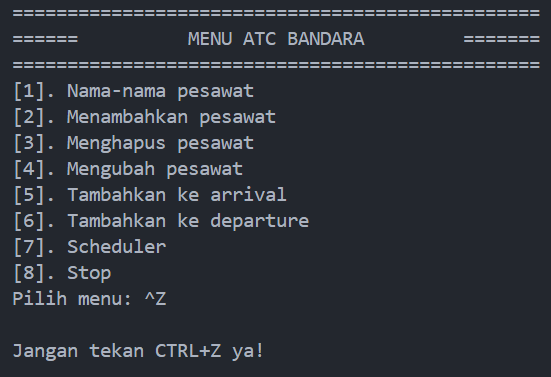 ================================================
======          MENU ATC BANDARA         =======
================================================
[1]. Nama-nama pesawat
[2]. Menambahkan pesawat
[3]. Menghapus pesawat
[4]. Mengubah pesawat
[5]. Tambahkan ke arrival
[6]. Tambahkan ke departure
[7]. Scheduler
[8]. Stop
Pilih menu: ^Z
Jangan tekan CTRL+Z ya!